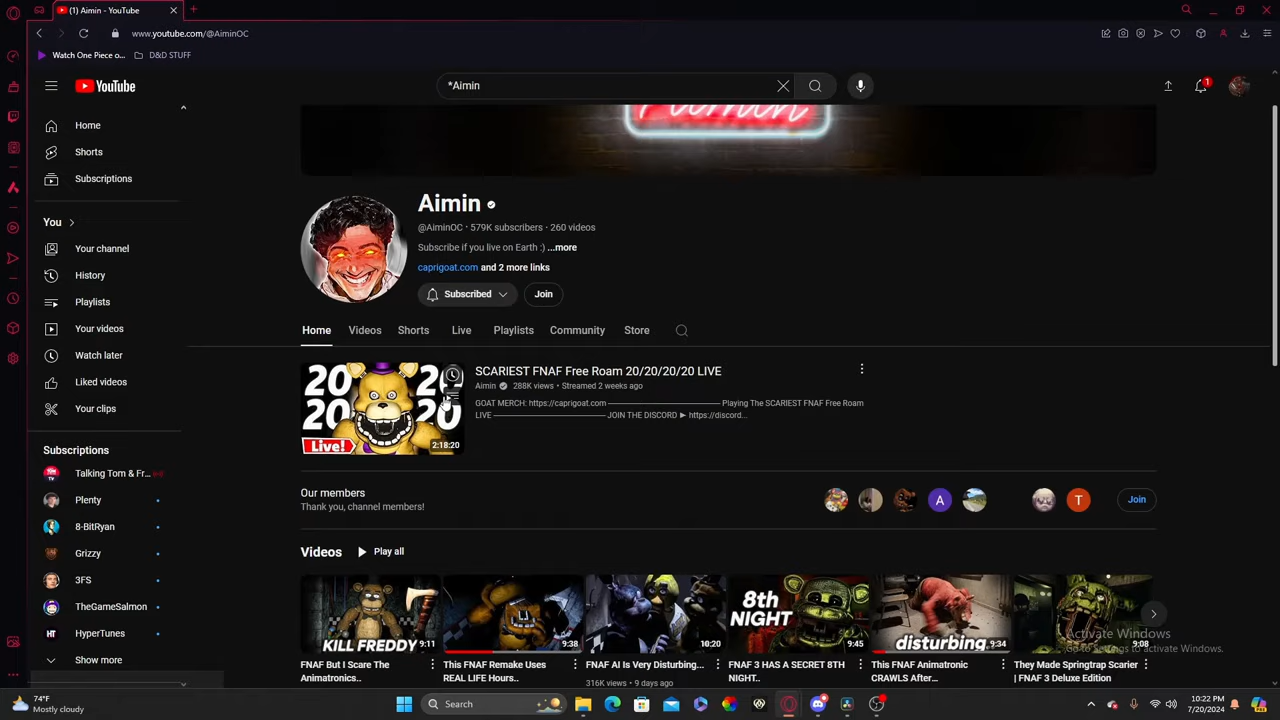 (1) Aimin - YouTube
www.youtube.com/@AiminOC
Watch One Piece o...
D&D STUFF
YouTube
*Aimin
1
Aimin
Home
Shorts
Subscriptions
You
Your channel
History
Playlists
Your videos
Watch later
Liked videos
Your clips
Subscriptions
Talking Tom & Fr...
Plenty
8-BitRyan
Grizzy
3FS
TheGameSalmon
HyperTunes
Show more
Aimin
@AiminOC · 579K subscribers · 260 videos
Subscribe if you live on Earth :) ...more
caprigoat.com and 2 more links
Subscribed
Join
Home Videos Shorts Live Playlists Community Store
20 20
20 20
Live!
2:18:20
SCARIEST FNAF Free Roam 20/20/20/20 LIVE
Aimin 288K views · Streamed 2 weeks ago
GOAT MERCH: https://caprigoat.com —————————— Playing The SCARIEST FNAF Free Roam
LIVE —————————— JOIN THE DISCORD ► https://discord...
Our members
Thank you, channel members!
A
T
Join
Videos Play all
KILL FREDDY
9:11
9:38
10:20
8th
NIGHT
9:45
disturbing
9:34
9:08
FNAF But I Scare The
Animatronics..
This FNAF Remake Uses
REAL LIFE Hours..
FNAF AI Is Very Disturbing...
316K views · 9 days ago
FNAF 3 HAS A SECRET 8TH
NIGHT..
This FNAF Animatronic
CRAWLS After...
They Made Springtrap Scarier
| FNAF 3 Deluxe Edition
Activate Windows
Go to Settings to activate Windows.
74°F
Mostly cloudy
Search
10:22 PM
7/20/2024